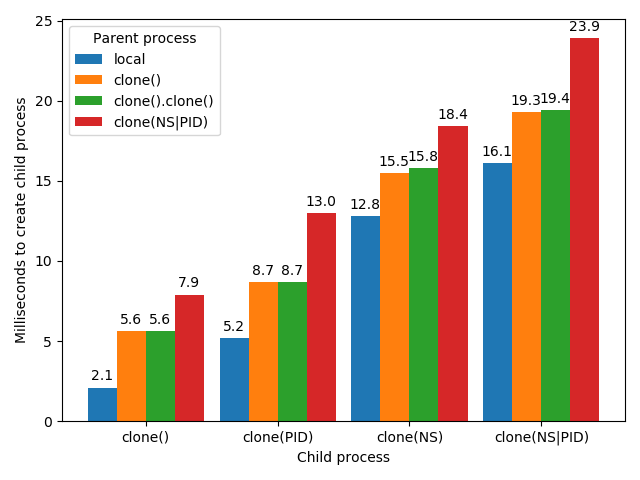 25
20
15
10
5
0
Milliseconds to create child process
Parent process
local
clone()
clone().clone()
clone(NS|PID)
2.1
5.6
5.6
7.9
5.2
8.7
8.7
13.0
12.8
15.5
15.8
18.4
16.1
19.3
19.4
23.9
clone()
clone(PID)
clone(NS)
clone(NS|PID)
Child process